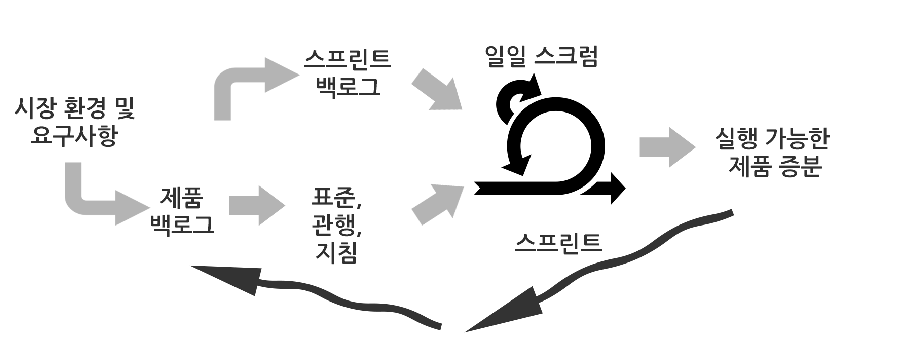 시장 환경 및
요구사항
제품
백로그
스프린트
백로그
표준,
관행,
지침
일일 스크럼
스프린트
실행 가능한
제품 증분